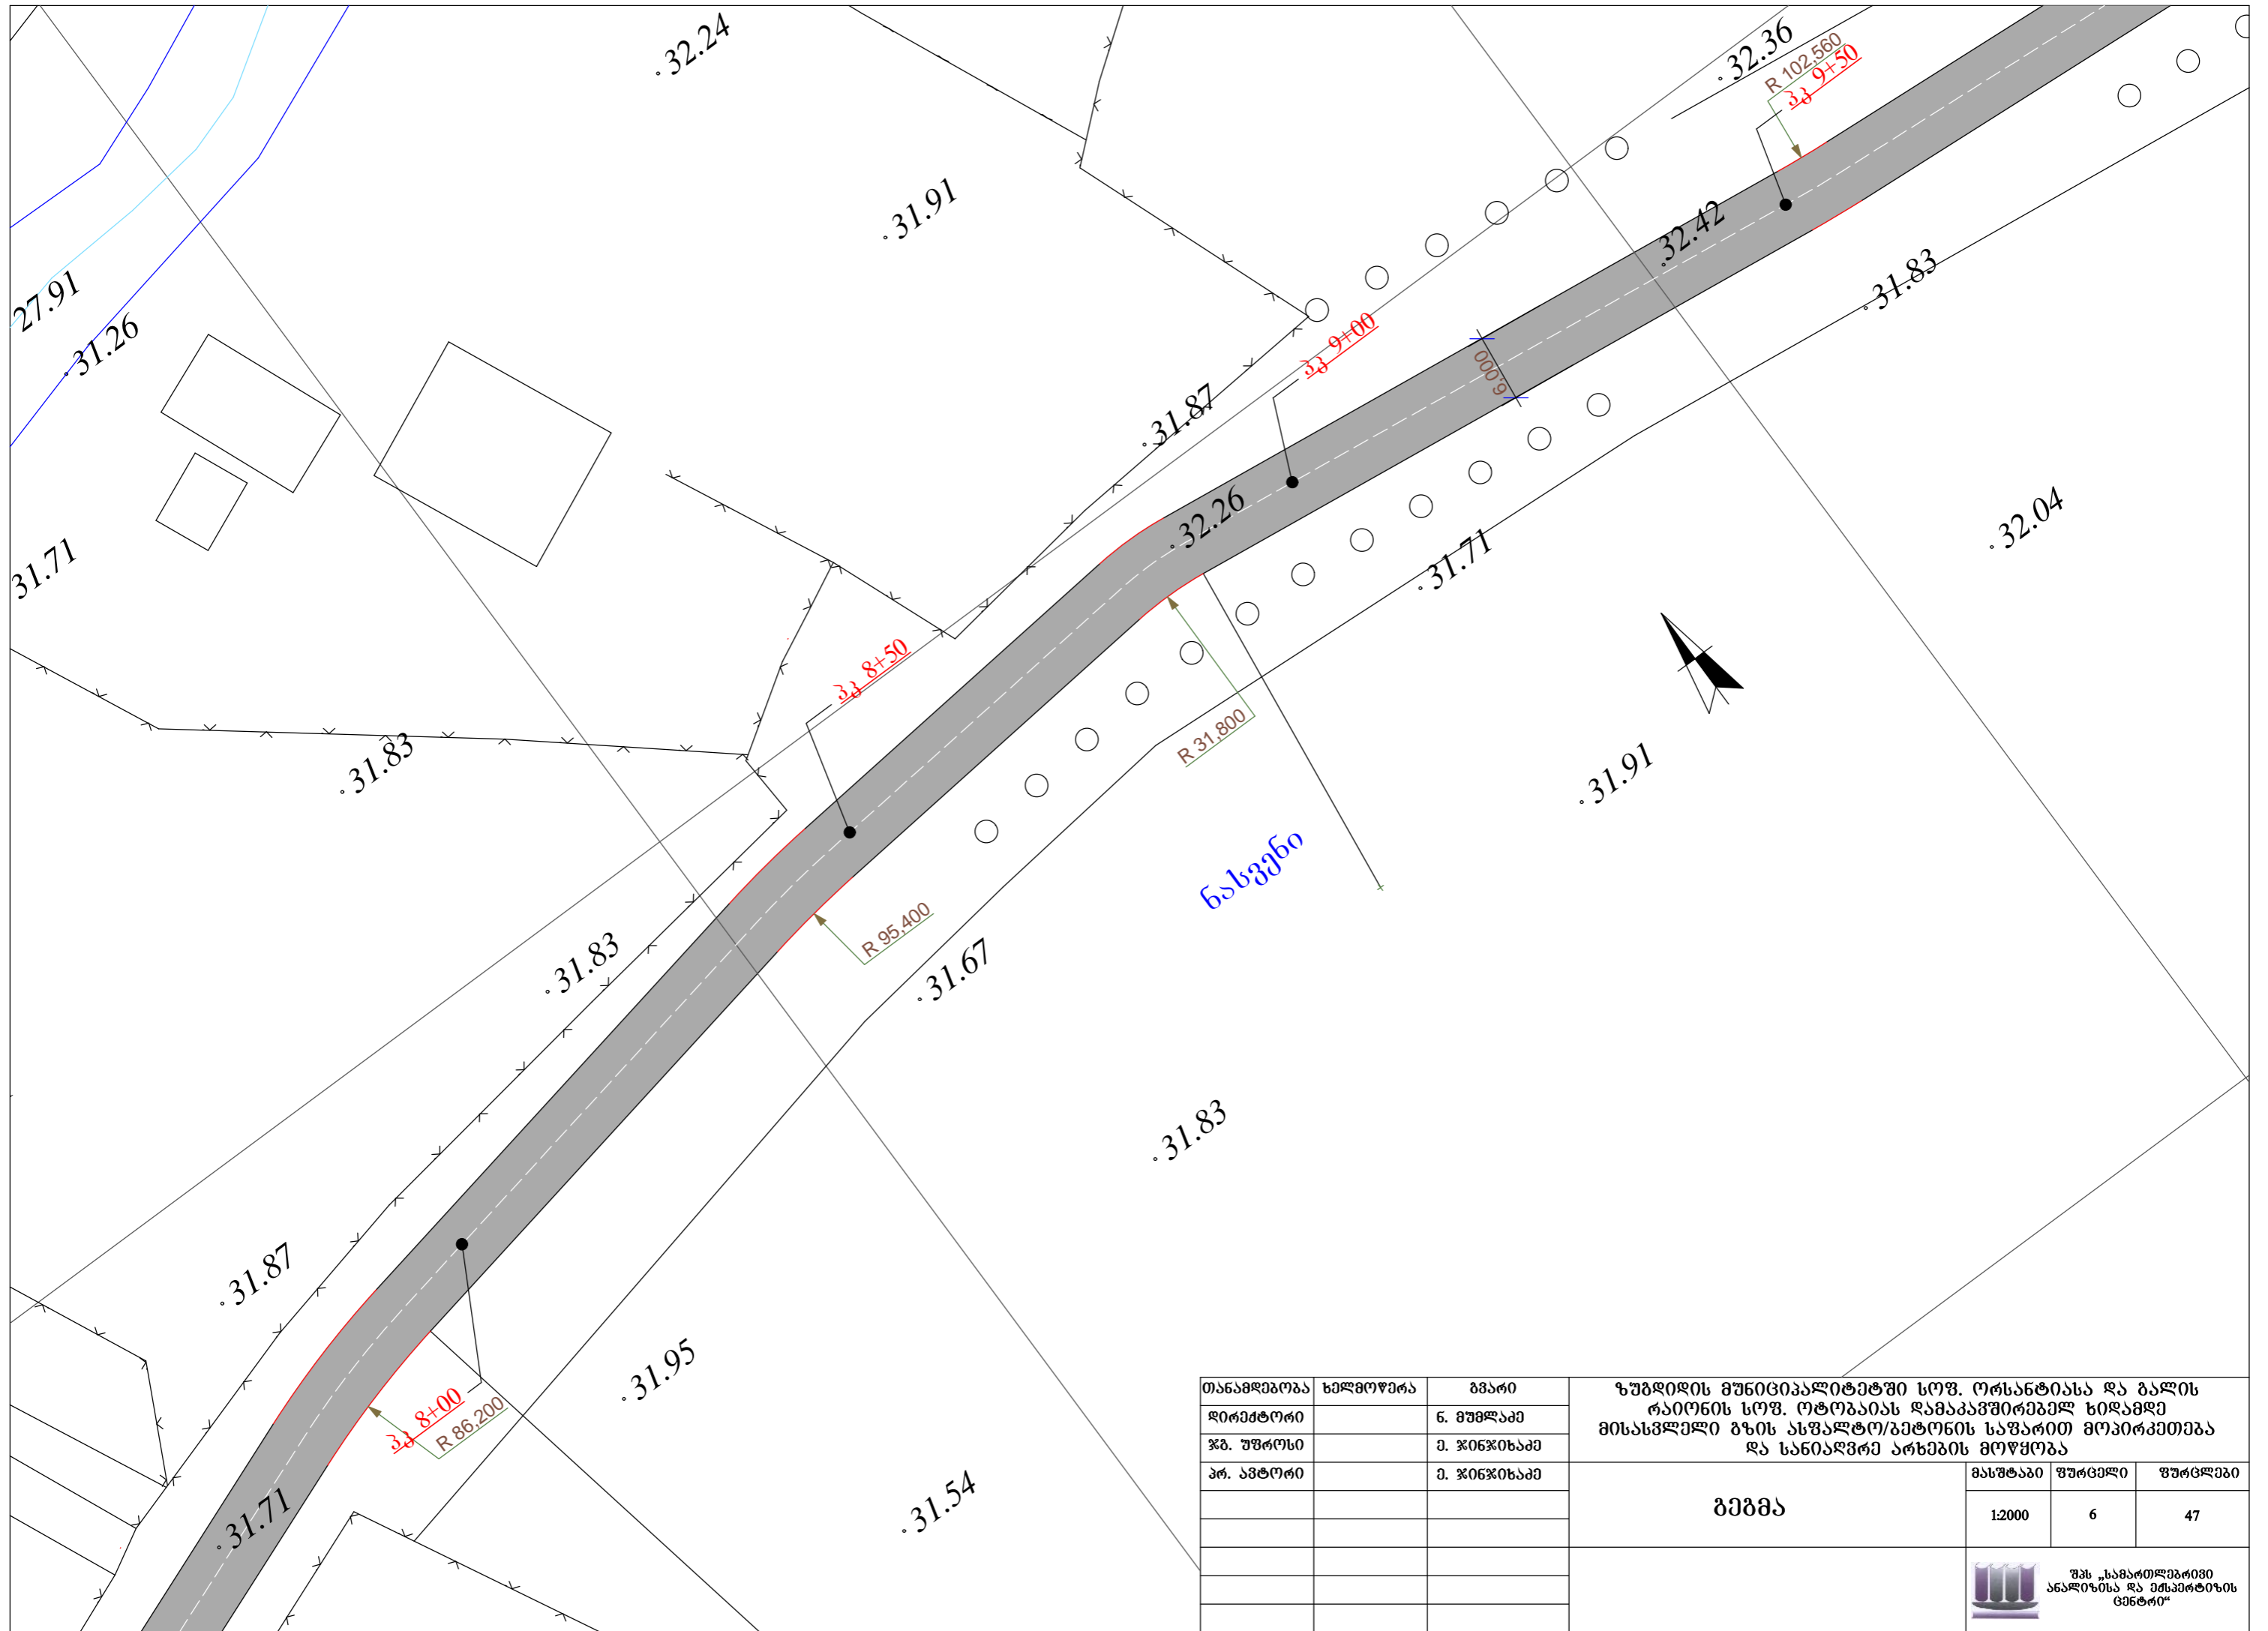 32.24
32.36
R 102,560
პკ 9+50
31.91
32.42
31.83
27.91
31.26
პკ 9+00
6,000
31.87
32.26
32.04
31.71
31.71
პკ 8+50
R 31,800
31.83
31.91
ნასვენი
R 95,400
31.83
31.67
31.83
31.87
31.95
პკ 8+00
R 86,200
31.71
31.54
თანამდებობა ხელმოწერა გვარი
დირექტორი ნ. მუმლაძე
ჯგ. უფროსი ე. ჯინჯიხაძე
პრ. ავტორი ე. ჯინჯიხაძე
ზუგდიდის მუნიციპალიტეტში სოფ. ორსანტიასა და გალის
რაიონის სოფ. ოტობაიას დამაკავშირებელ ხიდამდე
მისასვლელი გზის ასფალტო/ბეტონის საფარით მოპირკეთება
და სანიაღვრე არხების მოწყობა
გეგმა
მასშტაბი ფურცელი ფურცლები
1:2000 6 47
შპს „სამართლებრივი
ანალიზისა და ექსპერტიზის
ცენტრი“